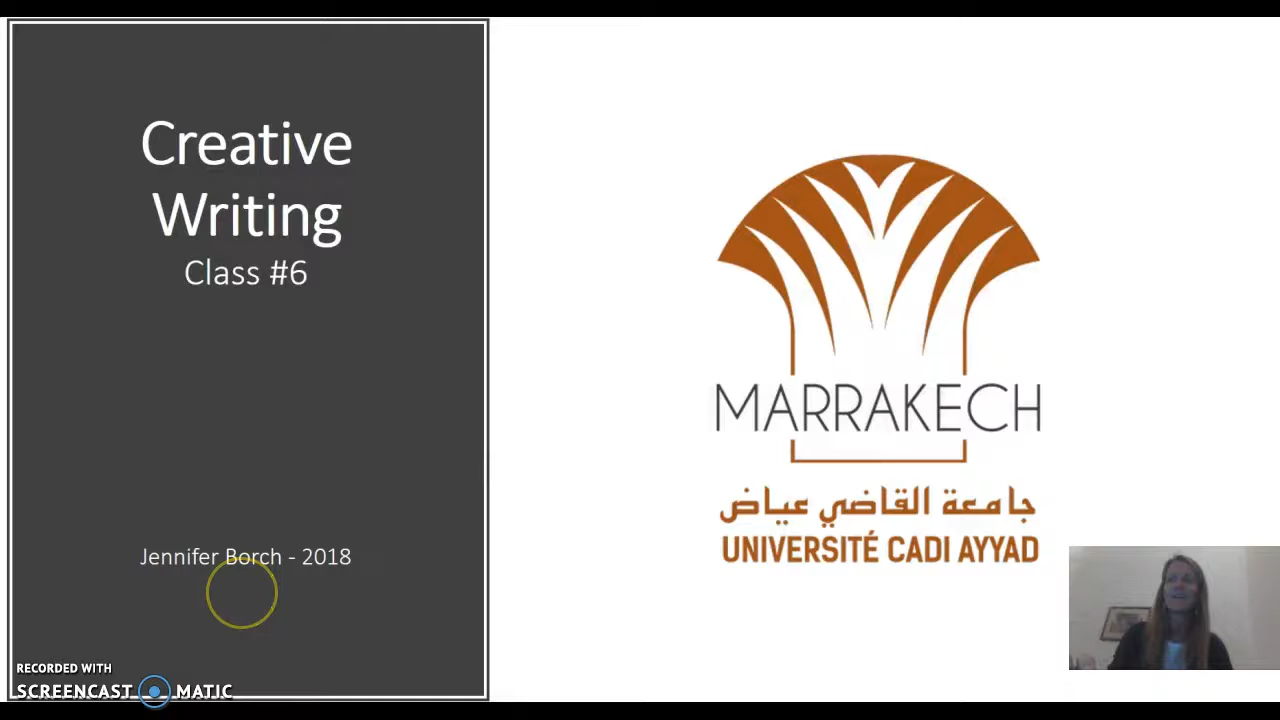 Creative
Writing
Class #6
Jennifer Borch - 2018
RECORDED WITH
SCREENCAST MATIC
MARRAKECH
جامعة القاضي عياض
UNIVERSITÉ CADI AYYAD